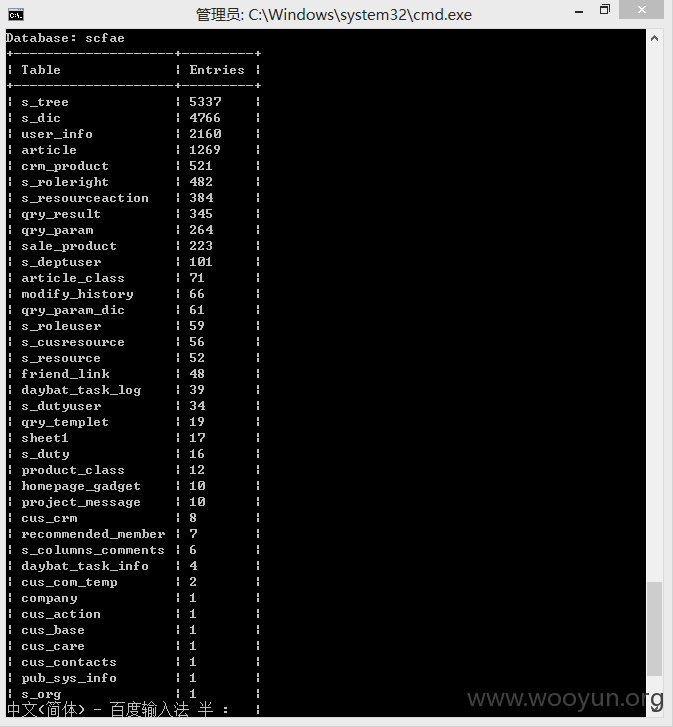 管理员: C:\Windows\system32\cmd.exe
Database: scfae
+--------------------+---------+
| Table | Entries |
+--------------------+---------+
| s_tree | 5337 |
| s_dic | 4766 |
| user_info | 2160 |
| article | 1269 |
| crm_product | 521 |
| s_roleright | 482 |
| s_resourceaction | 384 |
| qry_result | 345 |
| qry_param | 264 |
| sale_product | 223 |
| s_deptuser | 101 |
| article_class | 71 |
| modify_history | 66 |
| qry_param_dic | 61 |
| s_roleuser | 59 |
| s_cusresource | 56 |
| s_resource | 52 |
| friend_link | 48 |
| daybat_task_log | 39 |
| s_dutyuser | 34 |
| qry_templet | 19 |
| sheet1 | 17 |
| s_duty | 16 |
| product_class | 12 |
| homepage_gadget | 10 |
| project_message | 10 |
| cus_crm | 8 |
| recommended_member | 7 |
| s_columns_comments | 6 |
| daybat_task_info | 4 |
| cus_com_temp | 2 |
| company | 1 |
| cus_action | 1 |
| cus_base | 1 |
| cus_care | 1 |
| cus_contacts | 1 |
| pub_sys_info | 1 |
| s_org | 1 |
中文(简体) - 百度输入法 半 : |
www.wooyun.org